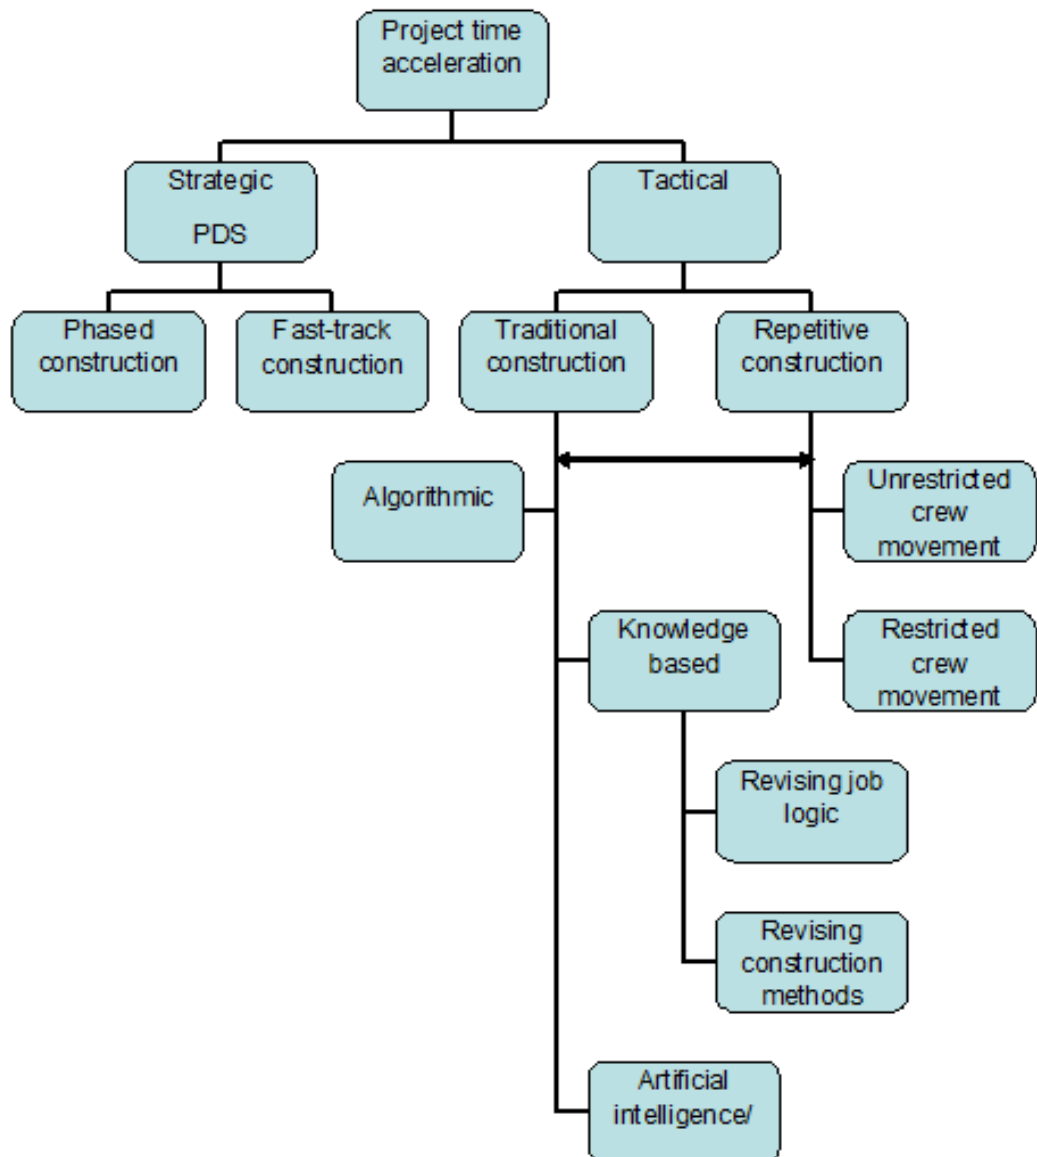 Project time
acceleration
Strategic
PDS
Tactical
Phased
construction
Fast-track
construction
Traditional
construction
Repetitive
construction
Algorithmic
Unrestricted
crew
movement
Knowledge
based
Restricted
crew
movement
Revising job
logic
Revising
construction
methods
Artificial
intelligence/